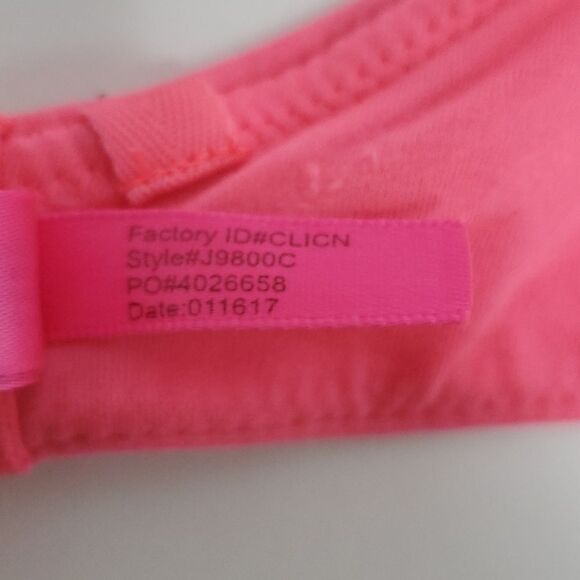 Factory ID#CLICN
Style#J9800C
PO#4026658
Date:011617